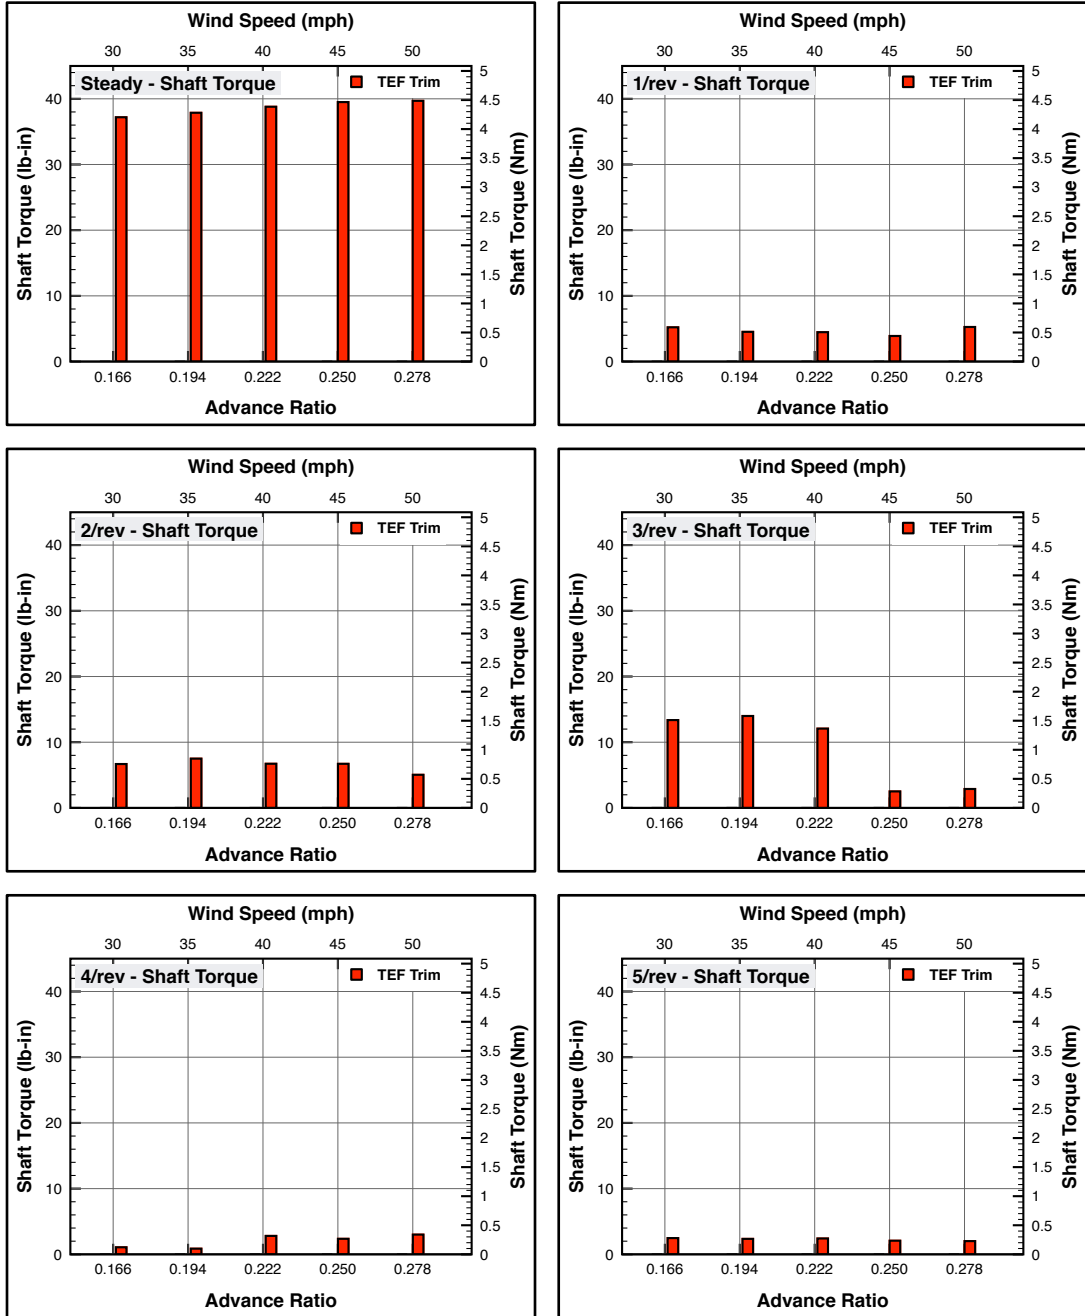 Wind Speed (mph)
30 35 40 45 50
Steady - Shaft Torque
TEF Trim
Shaft Torque (lb-in)
40
30
20
10
0
Shaft Torque (Nm)
5
4.5
4
3.5
3
2.5
2
1.5
1
0.5
0
0.166 0.194 0.222 0.250 0.278
Advance Ratio
Wind Speed (mph)
30 35 40 45 50
1/rev - Shaft Torque
TEF Trim
Shaft Torque (lb-in)
40
30
20
10
0
Shaft Torque (Nm)
5
4.5
4
3.5
3
2.5
2
1.5
1
0.5
0
0.166 0.194 0.222 0.250 0.278
Advance Ratio
Wind Speed (mph)
30 35 40 45 50
2/rev - Shaft Torque
TEF Trim
Shaft Torque (lb-in)
40
30
20
10
0
Shaft Torque (Nm)
5
4.5
4
3.5
3
2.5
2
1.5
1
0.5
0
0.166 0.194 0.222 0.250 0.278
Advance Ratio
Wind Speed (mph)
30 35 40 45 50
3/rev - Shaft Torque
TEF Trim
Shaft Torque (lb-in)
40
30
20
10
0
Shaft Torque (Nm)
5
4.5
4
3.5
3
2.5
2
1.5
1
0.5
0
0.166 0.194 0.222 0.250 0.278
Advance Ratio
Wind Speed (mph)
30 35 40 45 50
4/rev - Shaft Torque
TEF Trim
Shaft Torque (lb-in)
40
30
20
10
0
Shaft Torque (Nm)
5
4.5
4
3.5
3
2.5
2
1.5
1
0.5
0
0.166 0.194 0.222 0.250 0.278
Advance Ratio
Wind Speed (mph)
30 35 40 45 50
5/rev - Shaft Torque
TEF Trim
Shaft Torque (lb-in)
40
30
20
10
0
Shaft Torque (Nm)
5
4.5
4
3.5
3
2.5
2
1.5
1
0.5
0
0.166 0.194 0.222 0.250 0.278
Advance Ratio